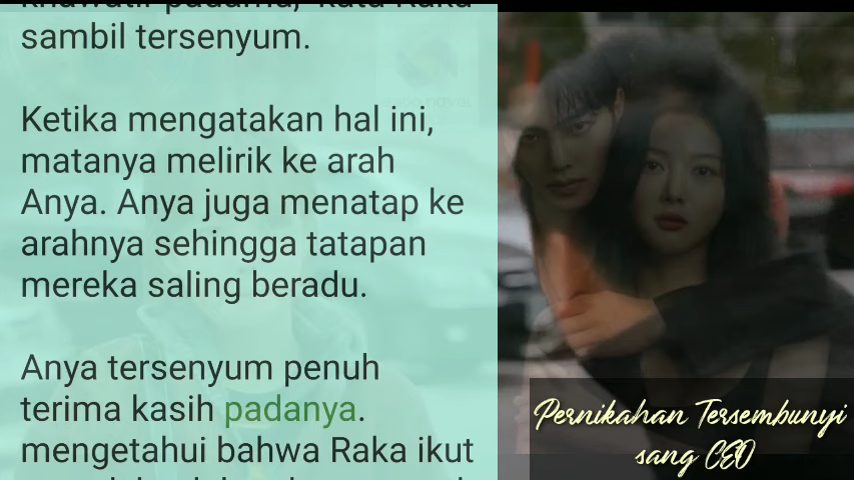 sambil tersenyum.
Ketika mengatakan hal ini,
matanya melirik ke arah
Anya. Anya juga menatap ke
arahnya sehingga tatapan
mereka saling beradu.
Anya tersenyum penuh
terima kasih padanya.
mengetahui bahwa Raka ikut
Pernikahan Tersembunyi
sang CEO